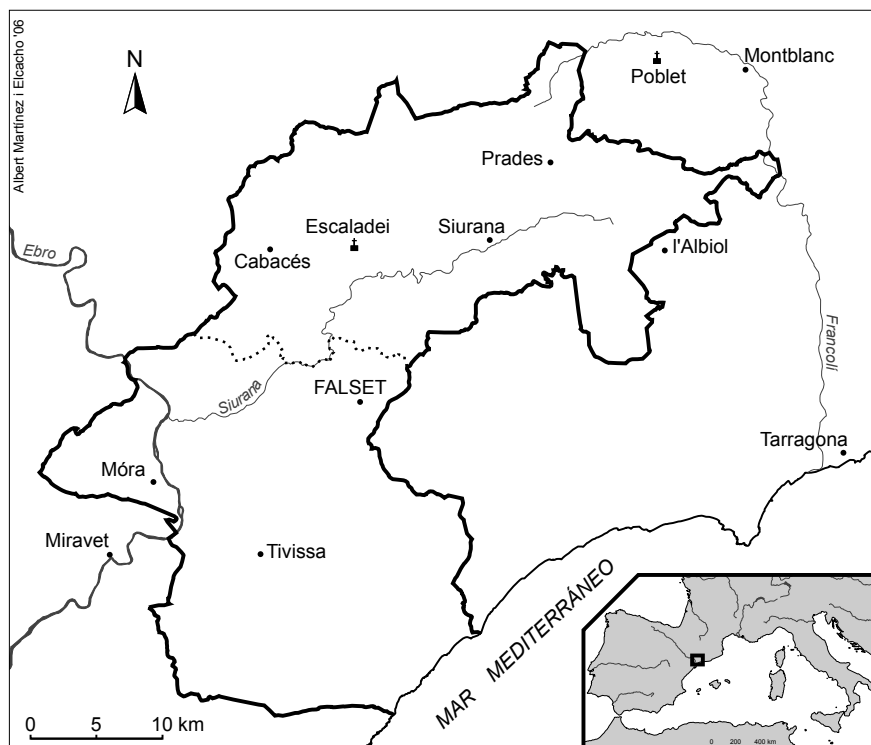 Albert Martínez i Elcacho '06
N
Poblet
Montblanc
Prades
Escaladei
Siurana
l'Albiol
Cabacés
Ebro
Francolí
Siurana
FALSET
Tarragona
Móra
Miravet
Tivissa
MAR MEDITERRÁNEO
0 5 10 km
0 200 400 km